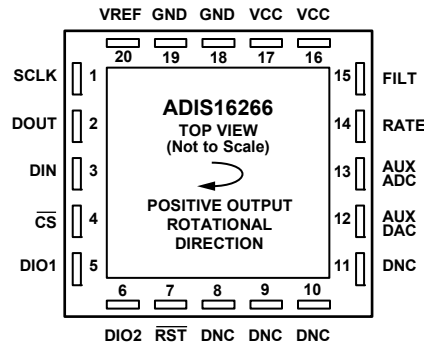 VREF GND GND VCC VCC
20 19 18 17 16
SCLK 1
DOUT 2
DIN 3
CS 4
DIO1 5
ADIS16266
TOP VIEW
(Not to Scale)
POSITIVE OUTPUT
ROTATIONAL
DIRECTION
15 FILT
14 RATE
13 AUX
ADC
12 AUX
DAC
11 DNC
6 7 8 9 10
DIO2 RST DNC DNC DNC